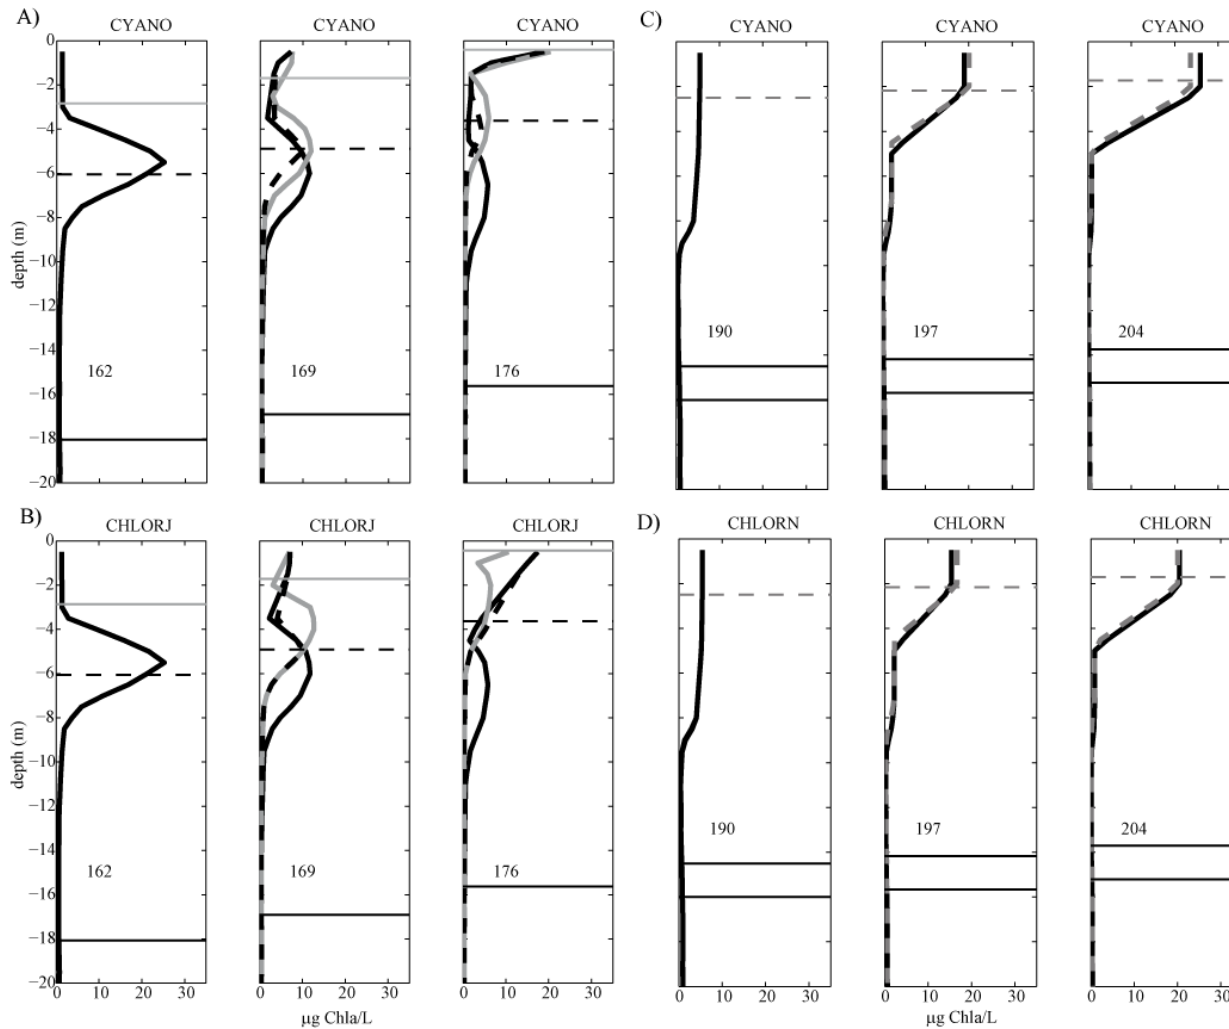 A)
CYANO
CYANO
CYANO
0
−2
−4
−6
−8
−10
−12
−14
−16
−18
−20
depth (m)
162
169
176
C)
CYANO
CYANO
CYANO
190
197
204
B)
CHLORJ
CHLORJ
CHLORJ
0
−2
−4
−6
−8
−10
−12
−14
−16
−18
−20
depth (m)
162
169
176
0 10 20 30
0 10 20 30
0 10 20 30
µg Chla/L
D)
CHLORN
CHLORN
CHLORN
190
197
204
0 10 20 30
0 10 20 30
0 10 20 30
µg Chla/L